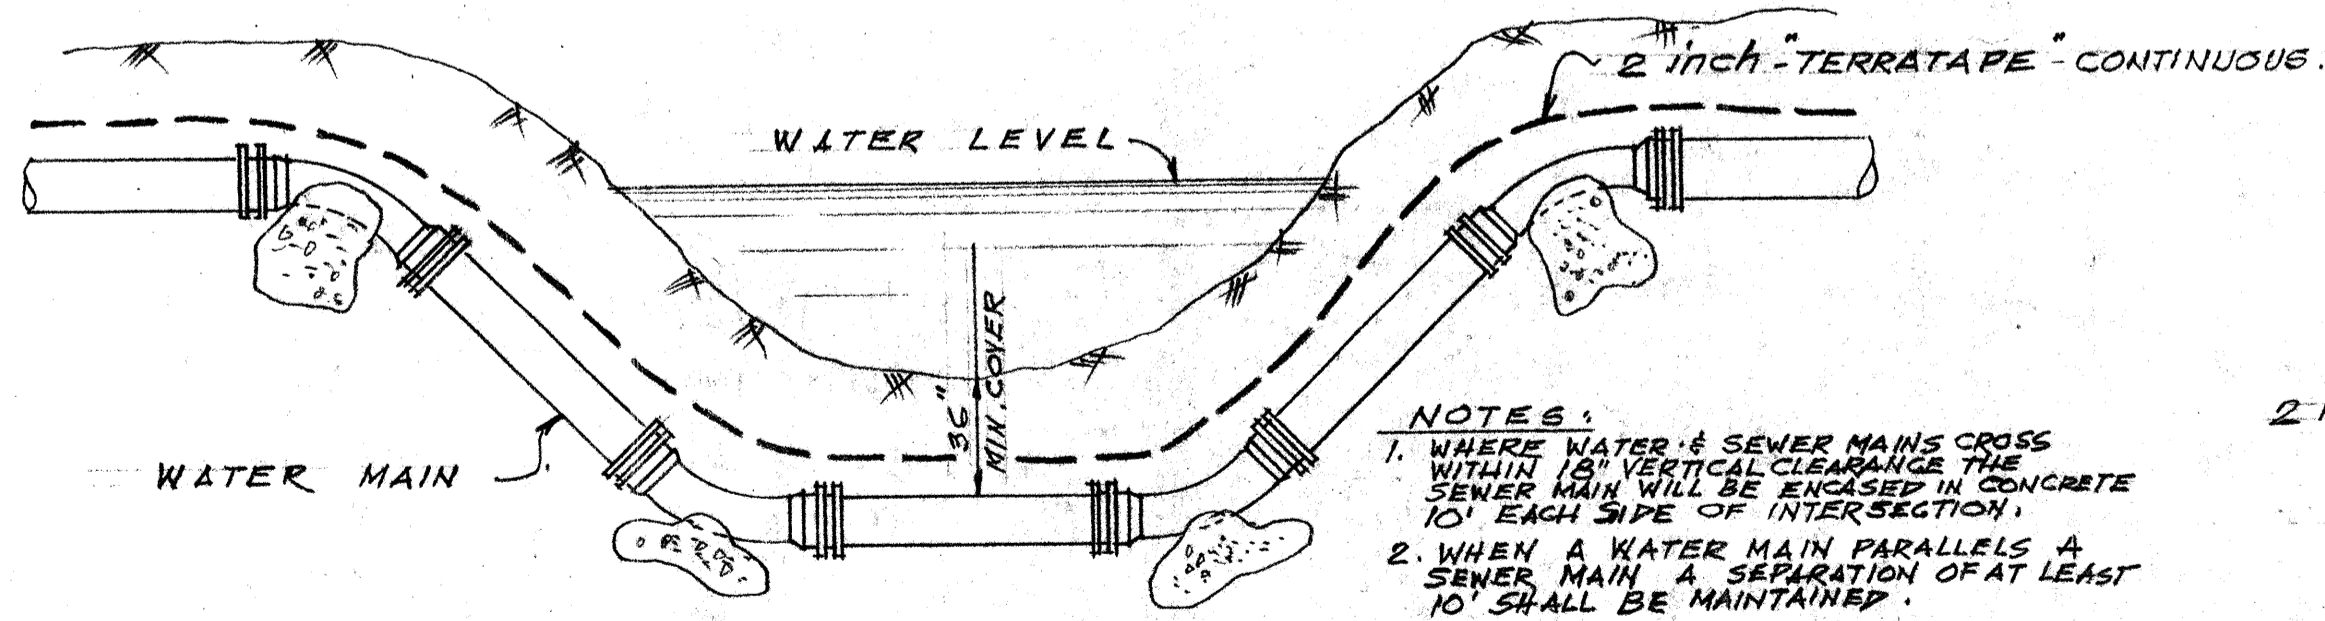 2 inch "TERRATAPE" - CONTINUOUS.
WATER LEVEL
36"
MIN. COVER
WATER MAIN
NOTES:
1. WHERE WATER & SEWER MAINS CROSS
WITHIN 18" VERTICAL CLEARANCE THE
SEWER MAIN WILL BE ENCASED IN CONCRETE
10' EACH SIDE OF INTERSECTION.
2. WHEN A WATER MAIN PARALLELS A
SEWER MAIN A SEPARATION OF AT LEAST
10' SHALL BE MAINTAINED.
2